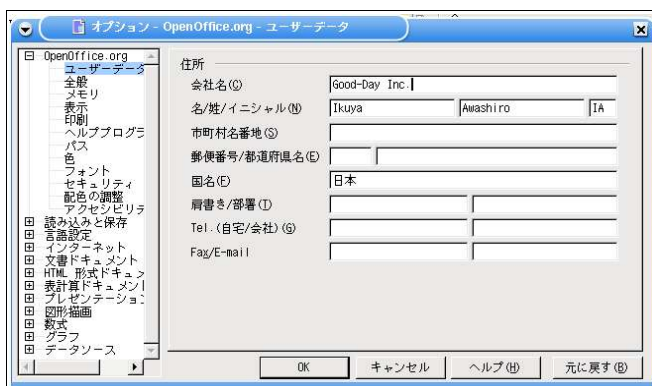 オプション - OpenOffice.org - ユーザーデータ
OpenOffice.org
ユーザーデータ
全般
メモリ
表示
印刷
ヘルププログラ
パス
色
フォント
セキュリティ
配色の調整
アクセシビリテ
読み込みと保存
言語設定
インターネット
文書ドキュメント
HTML 形式ドキュメ
表計算ドキュメント
プレゼンテーション
図形描画
数式
グラフ
データソース
住所
会社名(C) Good-Day Inc.
名/姓/イニシャル(N) Ikuya Awashiro IA
市町村名番地(S)
郵便番号/都道府県名(E)
国名(F) 日本
肩書き/部署(T)
Tel.(自宅/会社)(G)
Fax/E-mail
OK キャンセル ヘルプ(H) 元に戻す(B)